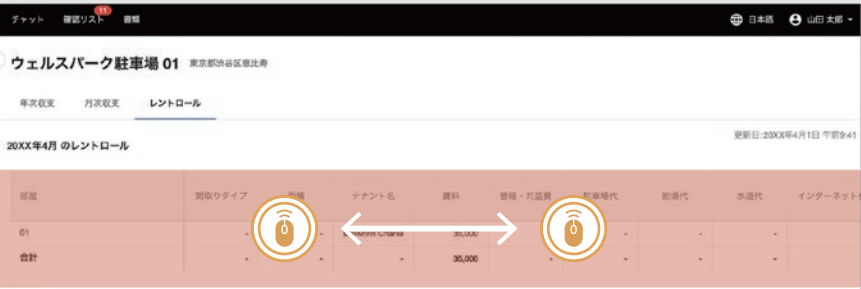 チャット 確認リスト 11 書類 日本語 山田 太郎
ウェルスパーク駐車場 01 東京都渋谷区恵比寿
年次収支 月次収支 レントロール
20XX年4月 のレントロール 更新日:20XX年4月1日 午前9:41
部屋 間取りタイプ 面積 テナント名 賃料 管理・共益費 駐車場代 給湯代 水道代 インターネット
01 - - Charlie 35,000 - - - -
合計 - - - 35,000 - - - -